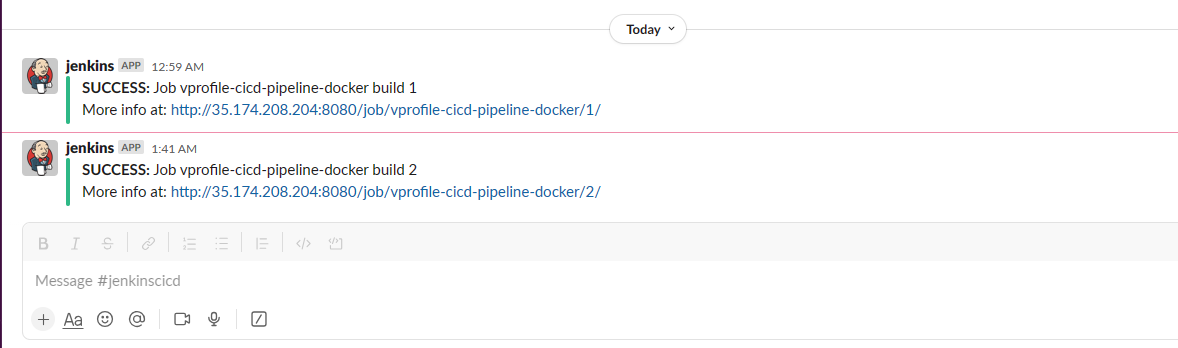 Today
jenkins APP 12:59 AM
SUCCESS: Job vprofile-cicd-pipeline-docker build 1
More info at: http://35.174.208.204:8080/job/vprofile-cicd-pipeline-docker/1/
jenkins APP 1:41 AM
SUCCESS: Job vprofile-cicd-pipeline-docker build 2
More info at: http://35.174.208.204:8080/job/vprofile-cicd-pipeline-docker/2/
B I S
Message #jenkinscicd
Aa